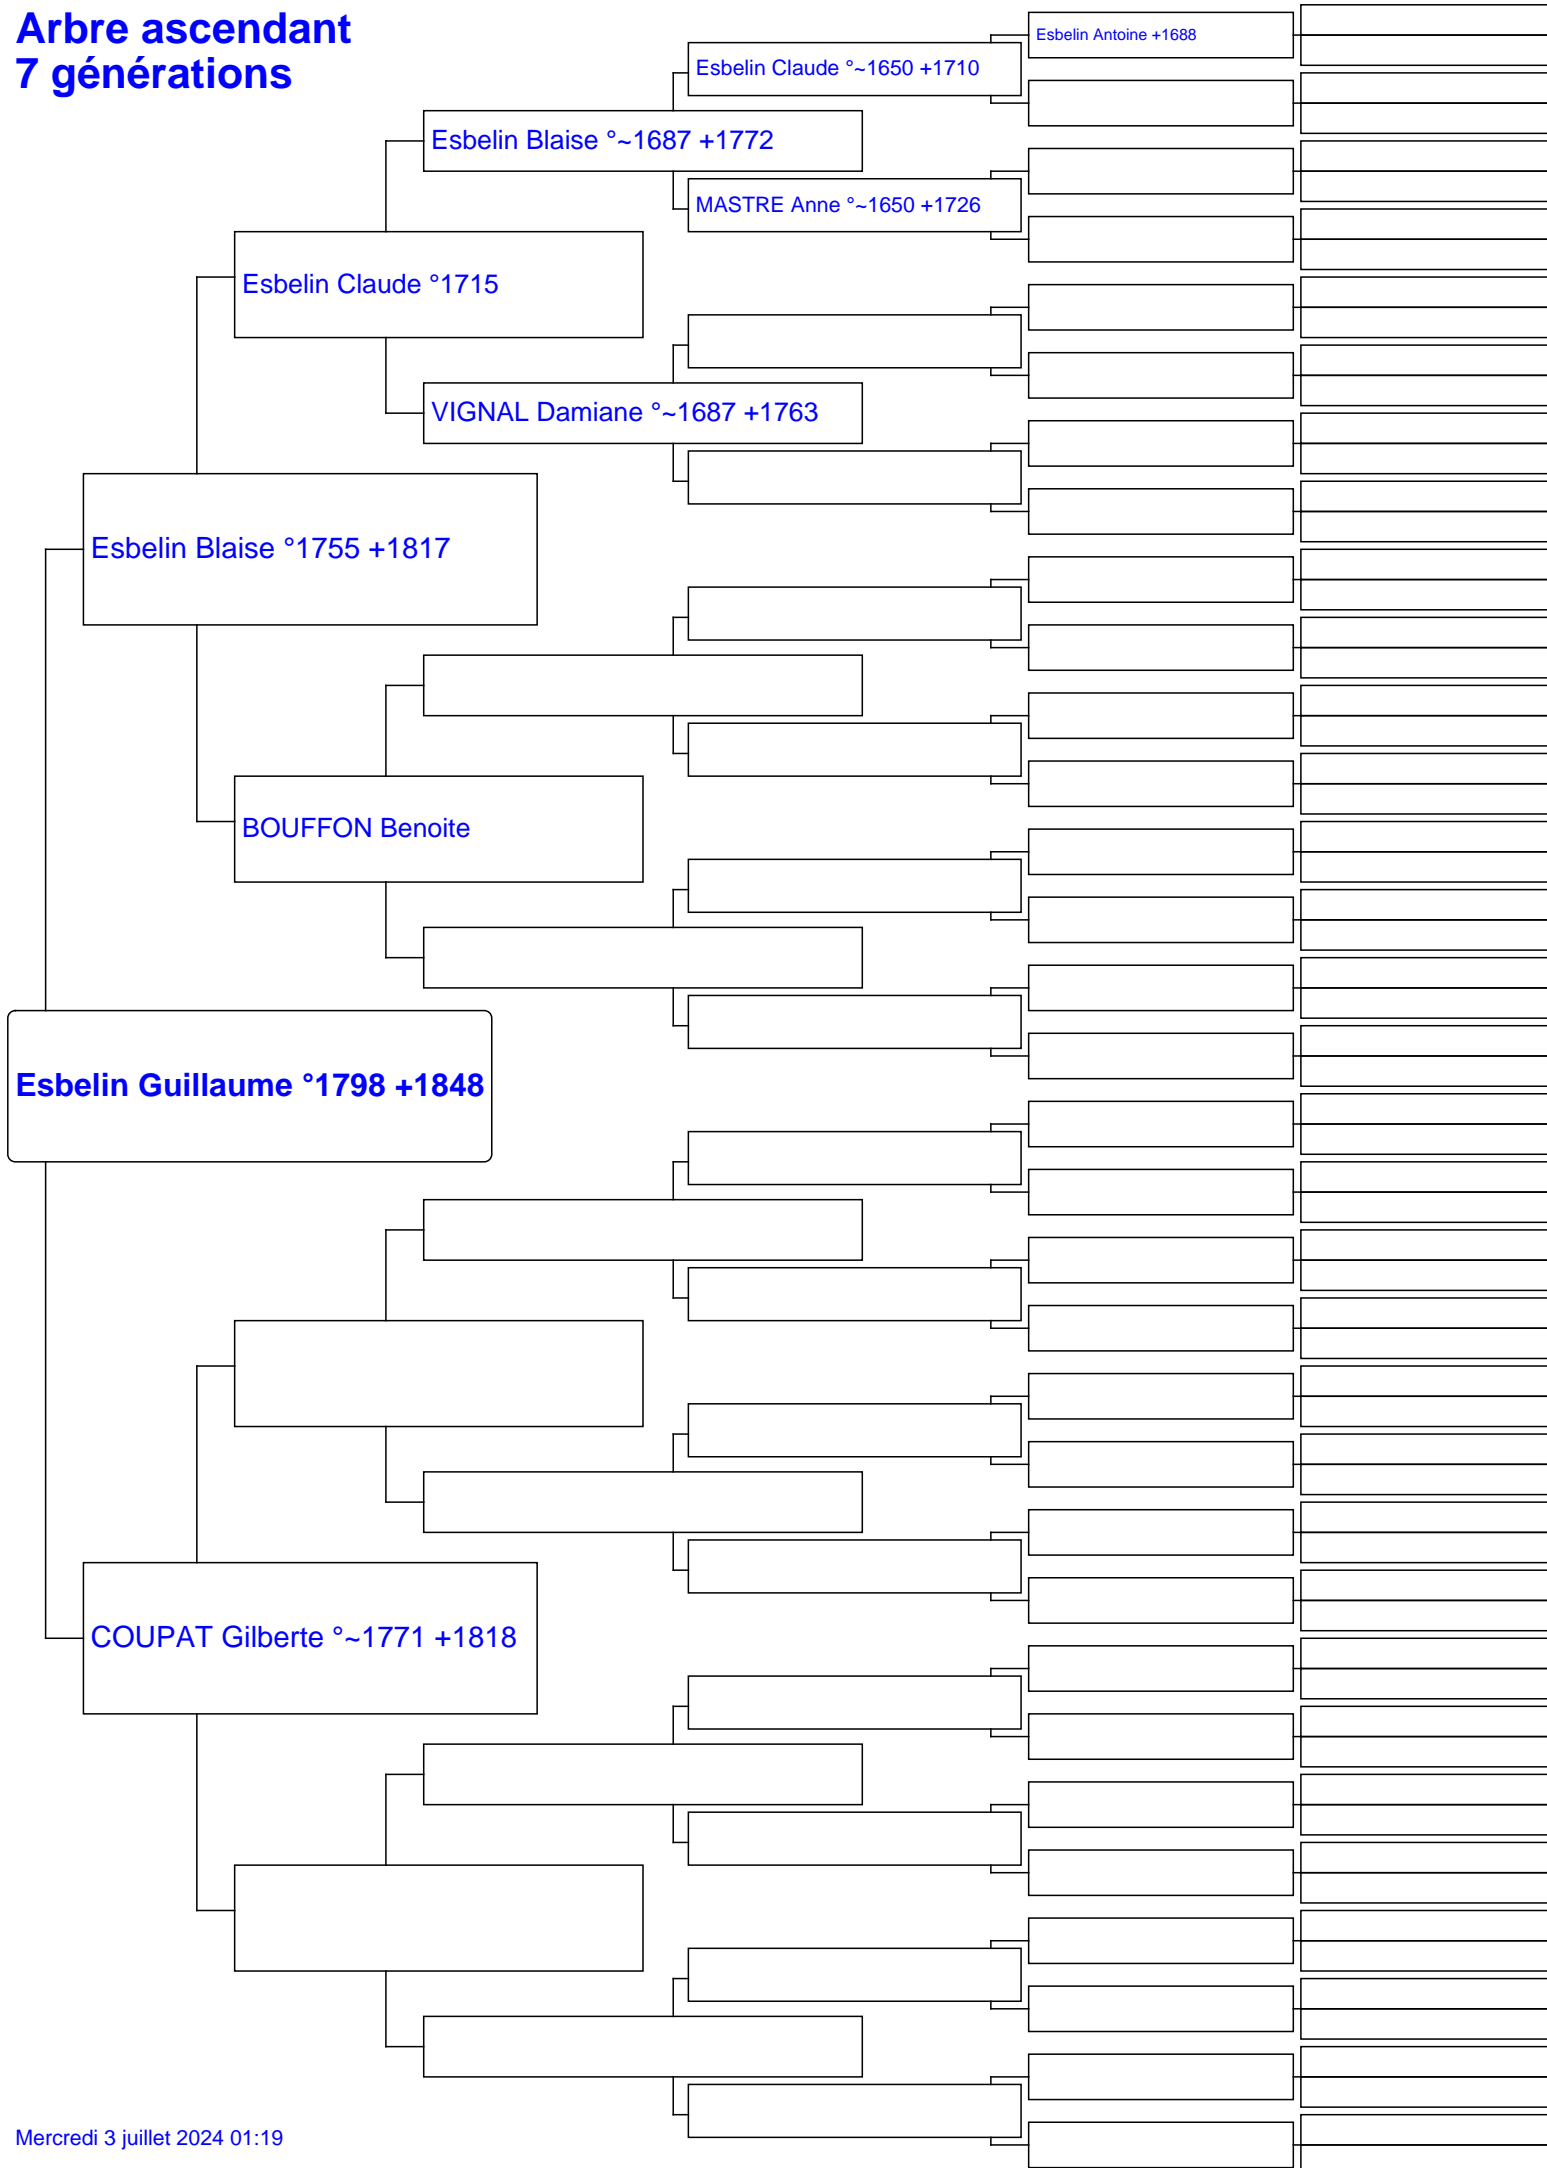 Arbre ascendant
7 générations
Esbelin Antoine +1688
Esbelin Claude °~1650 +1710
Esbelin Blaise °~1687 +1772
MASTRE Anne °~1650 +1726
Esbelin Claude °1715
VIGNAL Damiane °~1687 +1763
Esbelin Blaise °1755 +1817
BOUFFON Benoite
Esbelin Guillaume °1798 +1848
COUPAT Gilberte °~1771 +1818
Mercredi 3 juillet 2024 01:19